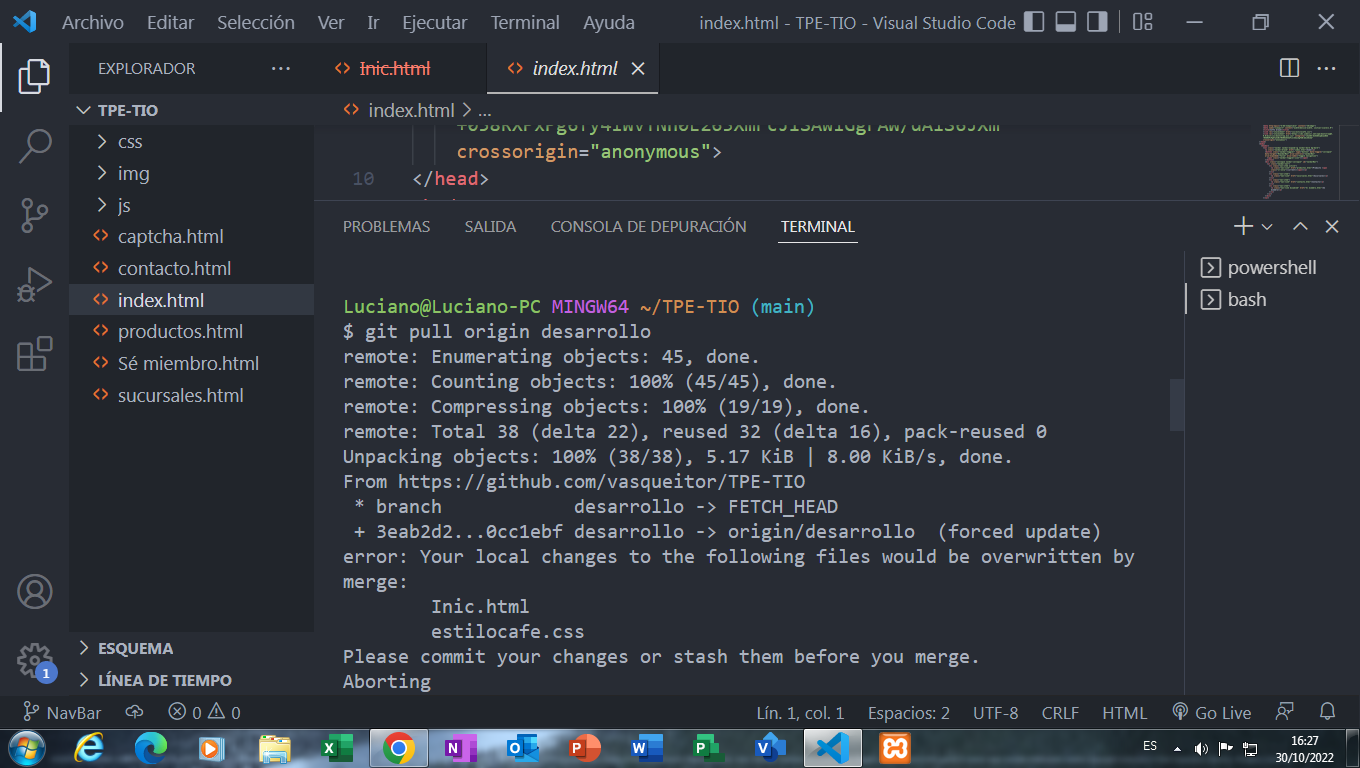 Archivo Editar Selección Ver Ir Ejecutar Terminal Ayuda index.html - TPE-TIO - Visual Studio Code
EXPLORADOR ··· Inic.html index.html
TPE-TIO
css
img
js
captcha.html
contacto.html
index.html
productos.html
Sé miembro.html
sucursales.html
ESQUEMA
LÍNEA DE TIEMPO
1
index.html > ...
crossorigin="anonymous">
10 </head>
PROBLEMAS SALIDA CONSOLA DE DEPURACIÓN TERMINAL
powershell
bash
Luciano@Luciano-PC MINGW64 ~/TPE-TIO (main)
$ git pull origin desarrollo
remote: Enumerating objects: 45, done.
remote: Counting objects: 100% (45/45), done.
remote: Compressing objects: 100% (19/19), done.
remote: Total 38 (delta 22), reused 32 (delta 16), pack-reused 0
Unpacking objects: 100% (38/38), 5.17 KiB | 8.00 KiB/s, done.
From https://github.com/vasqueitor/TPE-TIO
* branch desarrollo -> FETCH_HEAD
+ 3eab2d2...0cc1ebf desarrollo -> origin/desarrollo (forced update)
error: Your local changes to the following files would be overwritten by
merge:
Inic.html
estilocafe.css
Please commit your changes or stash them before you merge.
Aborting
NavBar 0 0 Lín. 1, col. 1 Espacios: 2 UTF-8 CRLF HTML Go Live
ES 16:27
30/10/2022